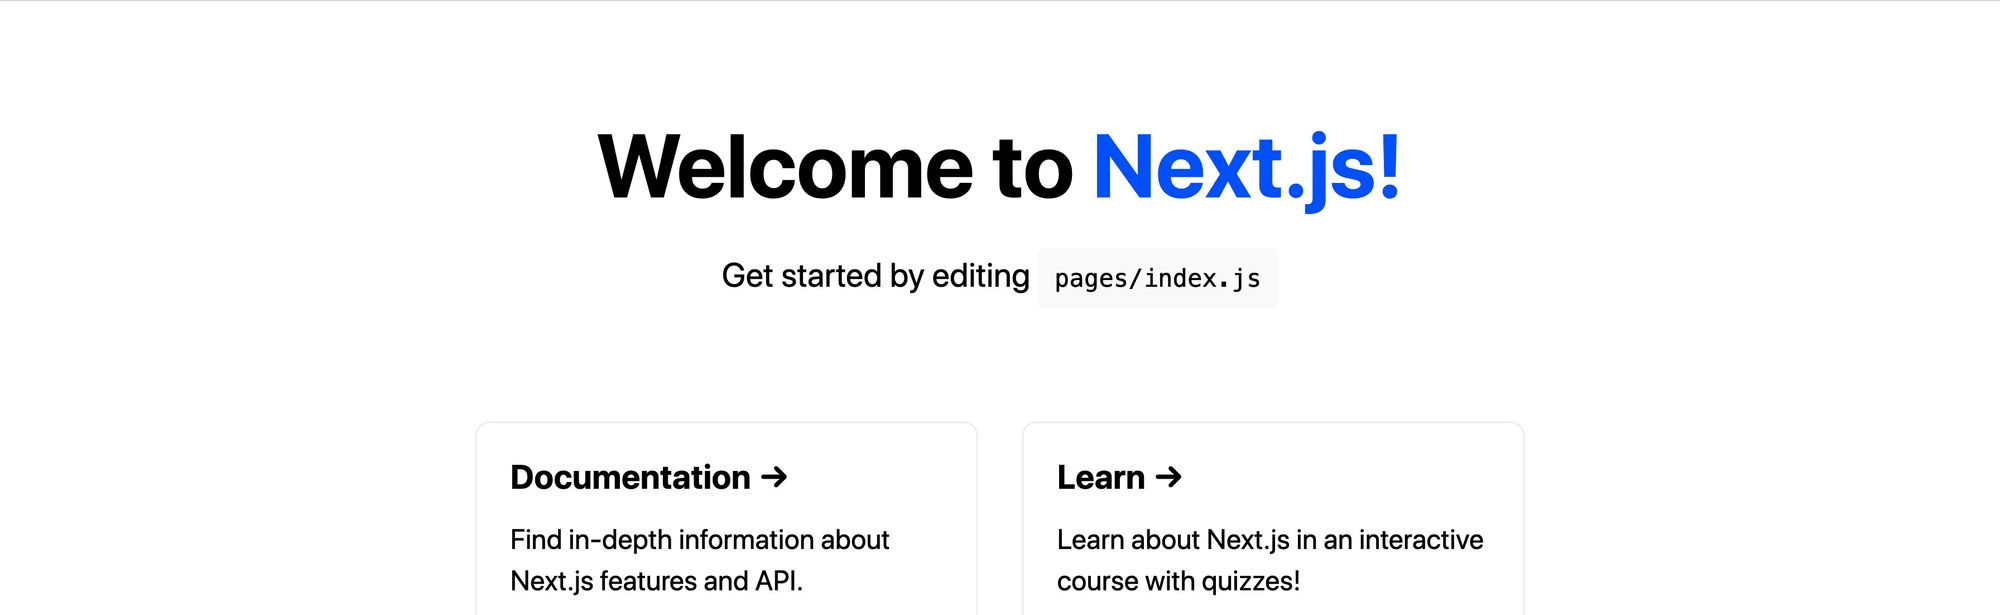 Welcome to Next.js!
Get started by editing pages/index.js
Documentation →
Find in-depth information about
Next.js features and API.
Learn →
Learn about Next.js in an interactive
course with quizzes!